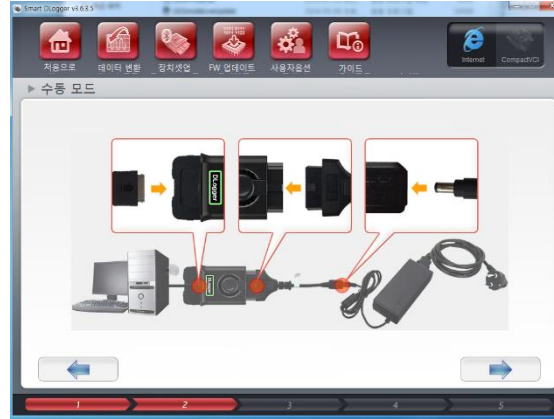 Smart DLogger v3.6.3.5
처음으로
데이터 변환
장치셋업
FW 업데이트
사용자옵션
가이드
Internet
CompactVCI
수동 모드
DLogger
DLogger
1
2
3
4
5